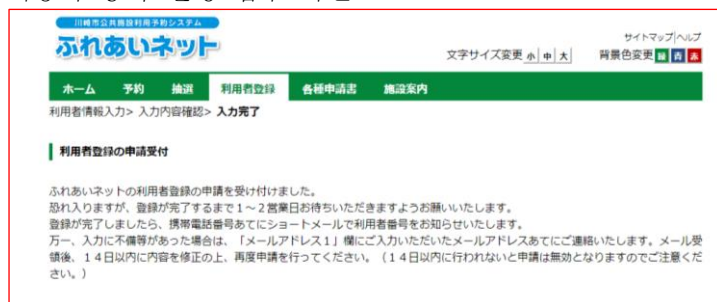 川崎市公共施設利用予約システム
ふれあいネット
サイトマップ|ヘルプ
文字サイズ変更 小 中 大 背景色変更 緑 青 赤
ホーム 予約 抽選 利用者登録 各種申請書 施設案内
利用者情報入力> 入力内容確認> 入力完了
利用者登録の申請受付
ふれあいネットの利用者登録の申請を受け付けました。
恐れ入りますが、登録が完了するまで１～２営業日お待ちいただきますようお願いいたします。
登録が完了しましたら、携帯電話番号あてにショートメールで利用者番号をお知らせいたします。
万一、入力に不備等があった場合は、「メールアドレス１」欄にご入力いただいたメールアドレスあてにご連絡いたします。メール受
領後、１４日以内に内容を修正の上、再度申請を行ってください。（１４日以内に行われないと申請は無効となりますのでご注意くだ
さい。）